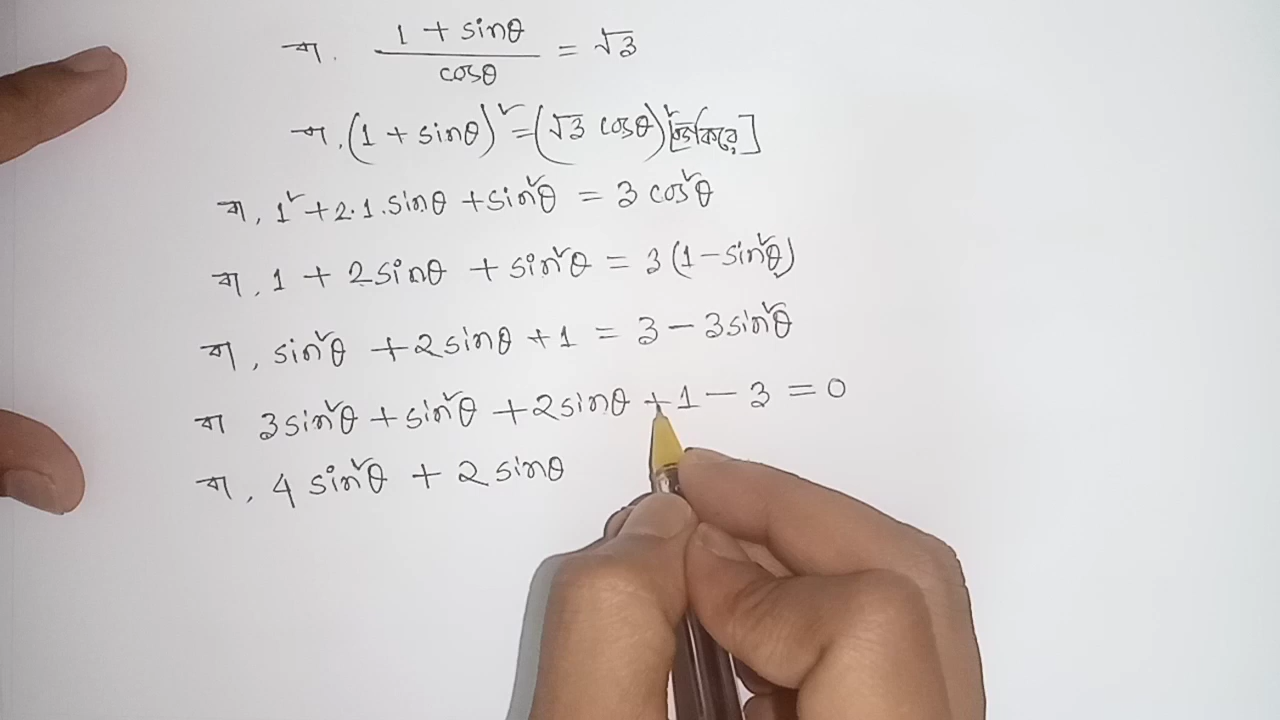 বা. (1 + sinθ)/cosθ = √3
বা, (1 + sinθ)² = (√3 cosθ)² [বর্গ করে]
বা, 1² + 2.1.sinθ + sin²θ = 3 cos²θ
বা, 1 + 2sinθ + sin²θ = 3(1 - sin²θ)
বা, sin²θ + 2sinθ + 1 = 3 - 3sin²θ
বা 3sin²θ + sin²θ + 2sinθ + 1 - 3 = 0
বা, 4 sin²θ + 2 sinθ